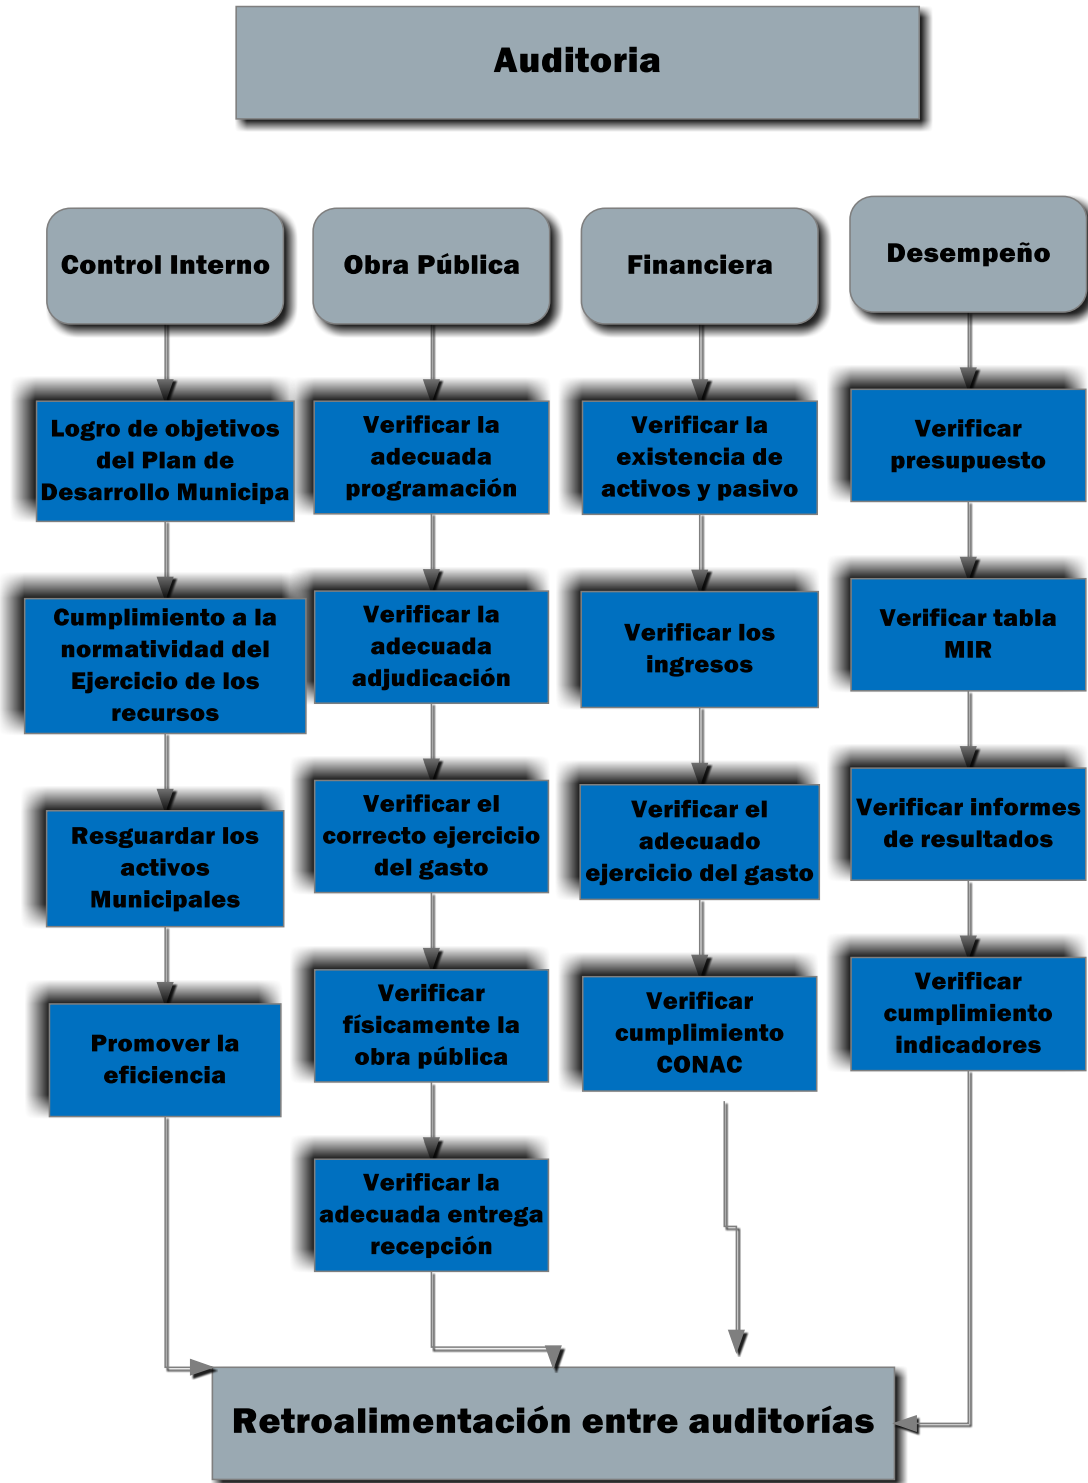 Auditoria
Control Interno
Obra Pública
Financiera
Desempeño
Logro de objetivos
del Plan de
Desarrollo Municipa
Cumplimiento a la
normatividad del
Ejercicio de los
recursos
Resguardar los
activos
Municipales
Promover la
eficiencia
Verificar la
adecuada
programación
Verificar la
adecuada
adjudicación
Verificar el
correcto ejercicio
del gasto
Verificar
físicamente la
obra pública
Verificar la
adecuada entrega
recepción
Verificar la
existencia de
activos y pasivo
Verificar los
ingresos
Verificar el
adecuado
ejercicio del gasto
Verificar
cumplimiento
CONAC
Verificar
presupuesto
Verificar tabla
MIR
Verificar informes
de resultados
Verificar
cumplimiento
indicadores
Retroalimentación entre auditorías